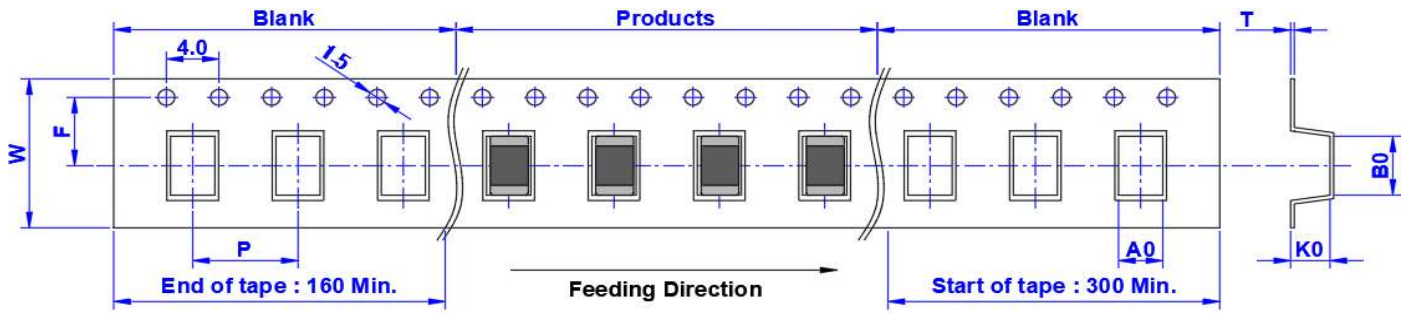 Blank Products Blank T
4.0 1.5
F
W
B0
P A0 K0
End of tape : 160 Min. Feeding Direction Start of tape : 300 Min.